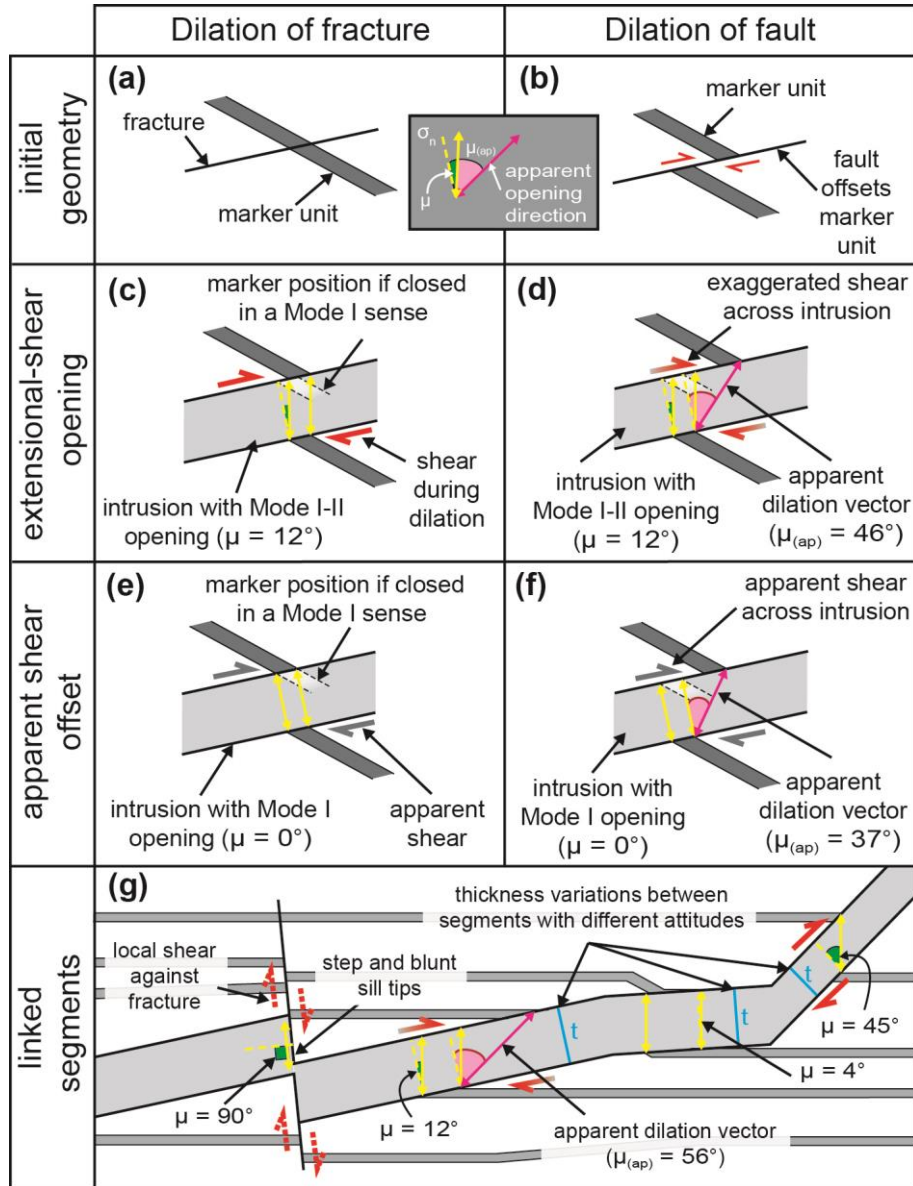 Dilation of fracture
Dilation of fault
initial
geometry
(a)
fracture
marker unit
σn
μ(ap)
μ
apparent
opening
direction
(b)
marker unit
fault
offsets
marker
unit
extensional-shear
opening
(c)
marker position if closed
in a Mode I sense
intrusion with Mode I-II
opening (μ = 12°)
shear
during
dilation
(d)
exaggerated shear
across intrusion
intrusion with
Mode I-II opening
(μ = 12°)
apparent
dilation vector
(μ(ap) = 46°)
apparent shear
offset
(e)
marker position if closed
in a Mode I sense
intrusion with Mode I
opening (μ = 0°)
apparent
shear
(f)
apparent shear
across intrusion
intrusion with
Mode I opening
(μ = 0°)
apparent
dilation vector
(μ(ap) = 37°)
linked
segments
(g)
thickness variations between
segments with different attitudes
local shear
against
fracture
step and blunt
sill tips
t
t
t
μ = 45°
μ = 4°
μ = 90°
μ = 12°
apparent dilation vector
(μ(ap) = 56°)